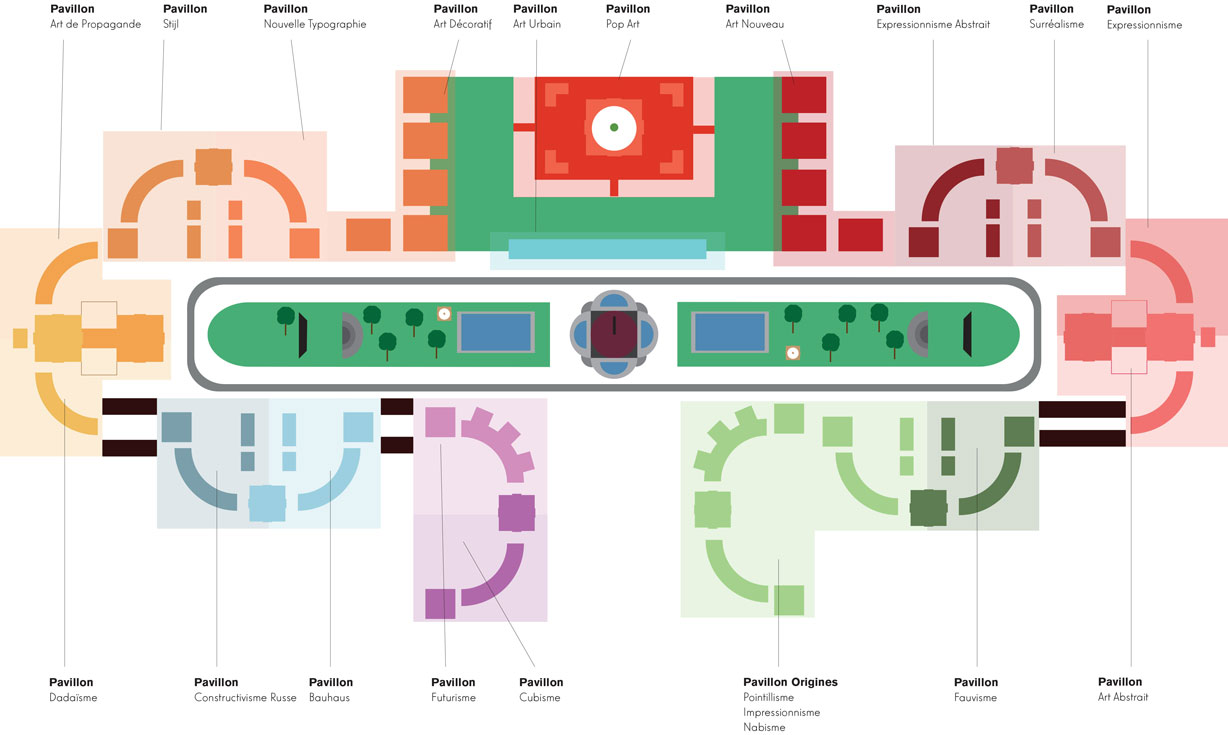 Pavillon
Art de Propagande
Pavillon
Stijl
Pavillon
Nouvelle Typographie
Pavillon
Art Décoratif
Pavillon
Art Urbain
Pavillon
Pop Art
Pavillon
Art Nouveau
Pavillon
Expressionnisme Abstrait
Pavillon
Surréalisme
Pavillon
Expressionnisme
Pavillon
Dadaïsme
Pavillon
Constructivisme Russe
Pavillon
Bauhaus
Pavillon
Futurisme
Pavillon
Cubisme
Pavillon Origines
Pointillisme
Impressionnisme
Nabisme
Pavillon
Fauvisme
Pavillon
Art Abstrait